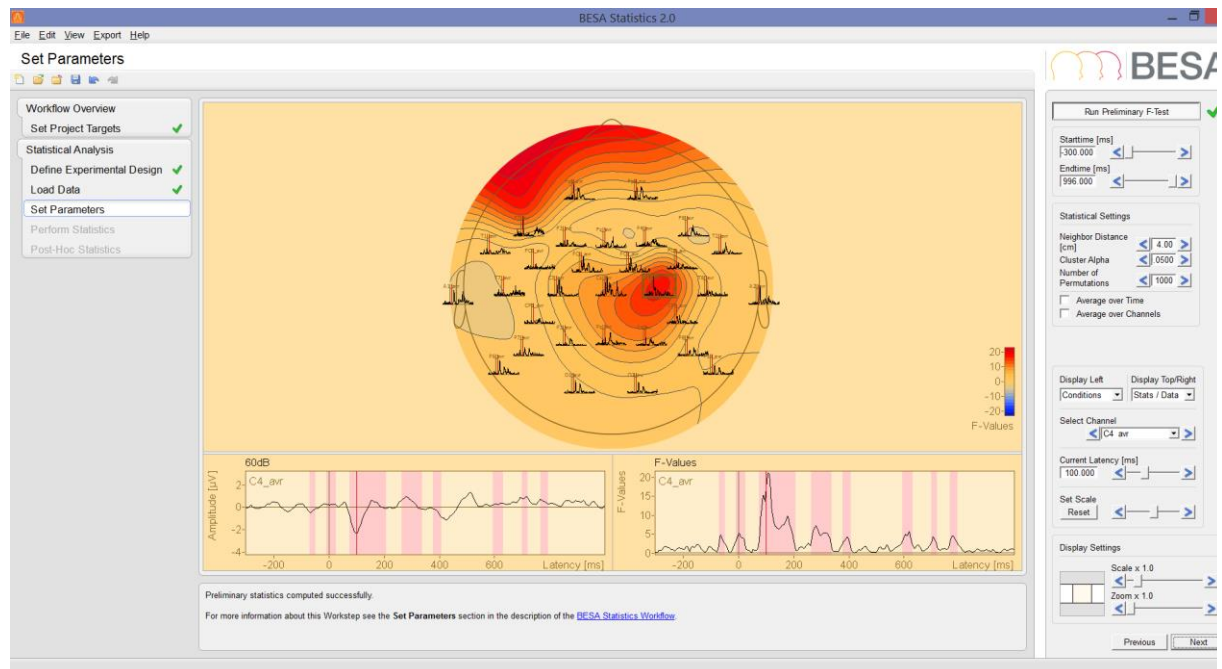 BESA Statistics 2.0
File Edit View Export Help
Set Parameters
BESA
Workflow Overview
Set Project Targets
Statistical Analysis
Define Experimental Design
Load Data
Set Parameters
Perform Statistics
Post-Hoc Statistics
20
10
0
-10
-20
F-Values
60dB
C4_avr
Amplitude [µV]
2
0
-2
-4
-200 0 200 400 600 Latency [ms]
F-Values
C4_avr
F-Values
20
15
10
5
0
-200 0 200 400 600 Latency [ms]
Preliminary statistics computed successfully.
For more information about this Workstep see the Set Parameters section in the description of the BESA Statistics Workflow.
Run Preliminary F-Test
Starttime [ms]
-300.000
Endtime [ms]
996.000
Statistical Settings
Neighbor Distance
[cm] 4.00
Cluster Alpha .0500
Number of
Permutations 1000
Average over Time
Average over Channels
Display Left Display Top/Right
Conditions Stats / Data
Select Channel
C4 avr
Current Latency [ms]
100.000
Set Scale
Reset
Display Settings
Scale x 1.0
Zoom x 1.0
Previous Next